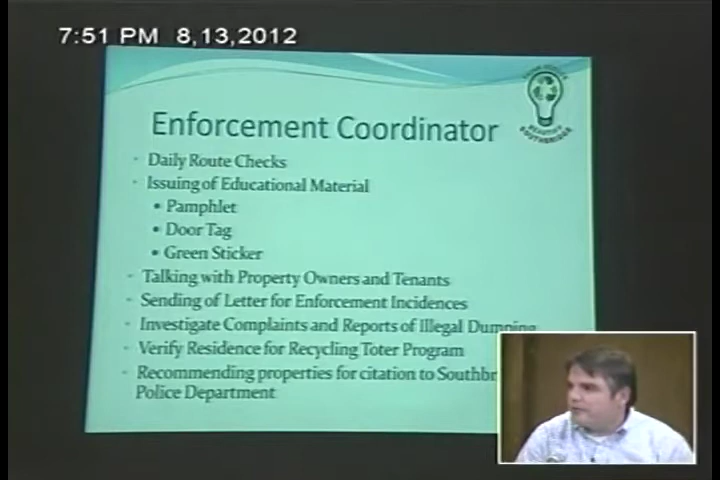 7:51 PM 8,13,2012
Enforcement Coordinator
• Daily Route Checks
• Issuing of Educational Material
• Pamphlet
• Door Tag
• Green Sticker
• Talking with Property Owners and Tenants
• Sending of Letter for Enforcement Incidences
• Investigate Complaints and Reports of Illegal Dumping
• Verify Residence for Recycling Toter Program
• Recommending properties for citation to Southbr
Police Department
BEAUTIFY
SOUTHBRIDGE